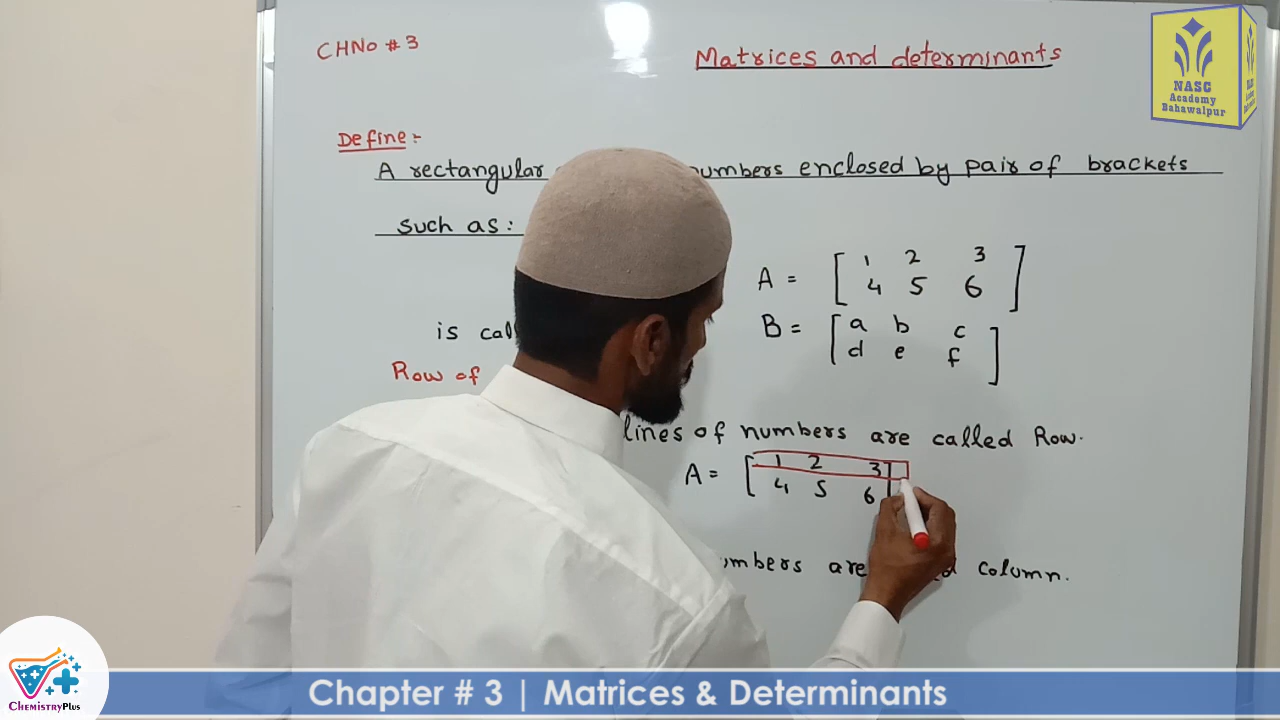 CHNo # 3
Matrices and determinants
NASC
Academy
Bahawalpur
Define:-
A rectangular numbers enclosed by pair of brackets
such as:
A = [ 1 2 3
4 5 6 ]
B = [ a b c
d e f ]
is
Row of
lines of numbers are called Row.
A = [ 1 2 3
4 5 6 ]
numbers are column.
Chapter # 3 | Matrices & Determinants
ChemistryPlus